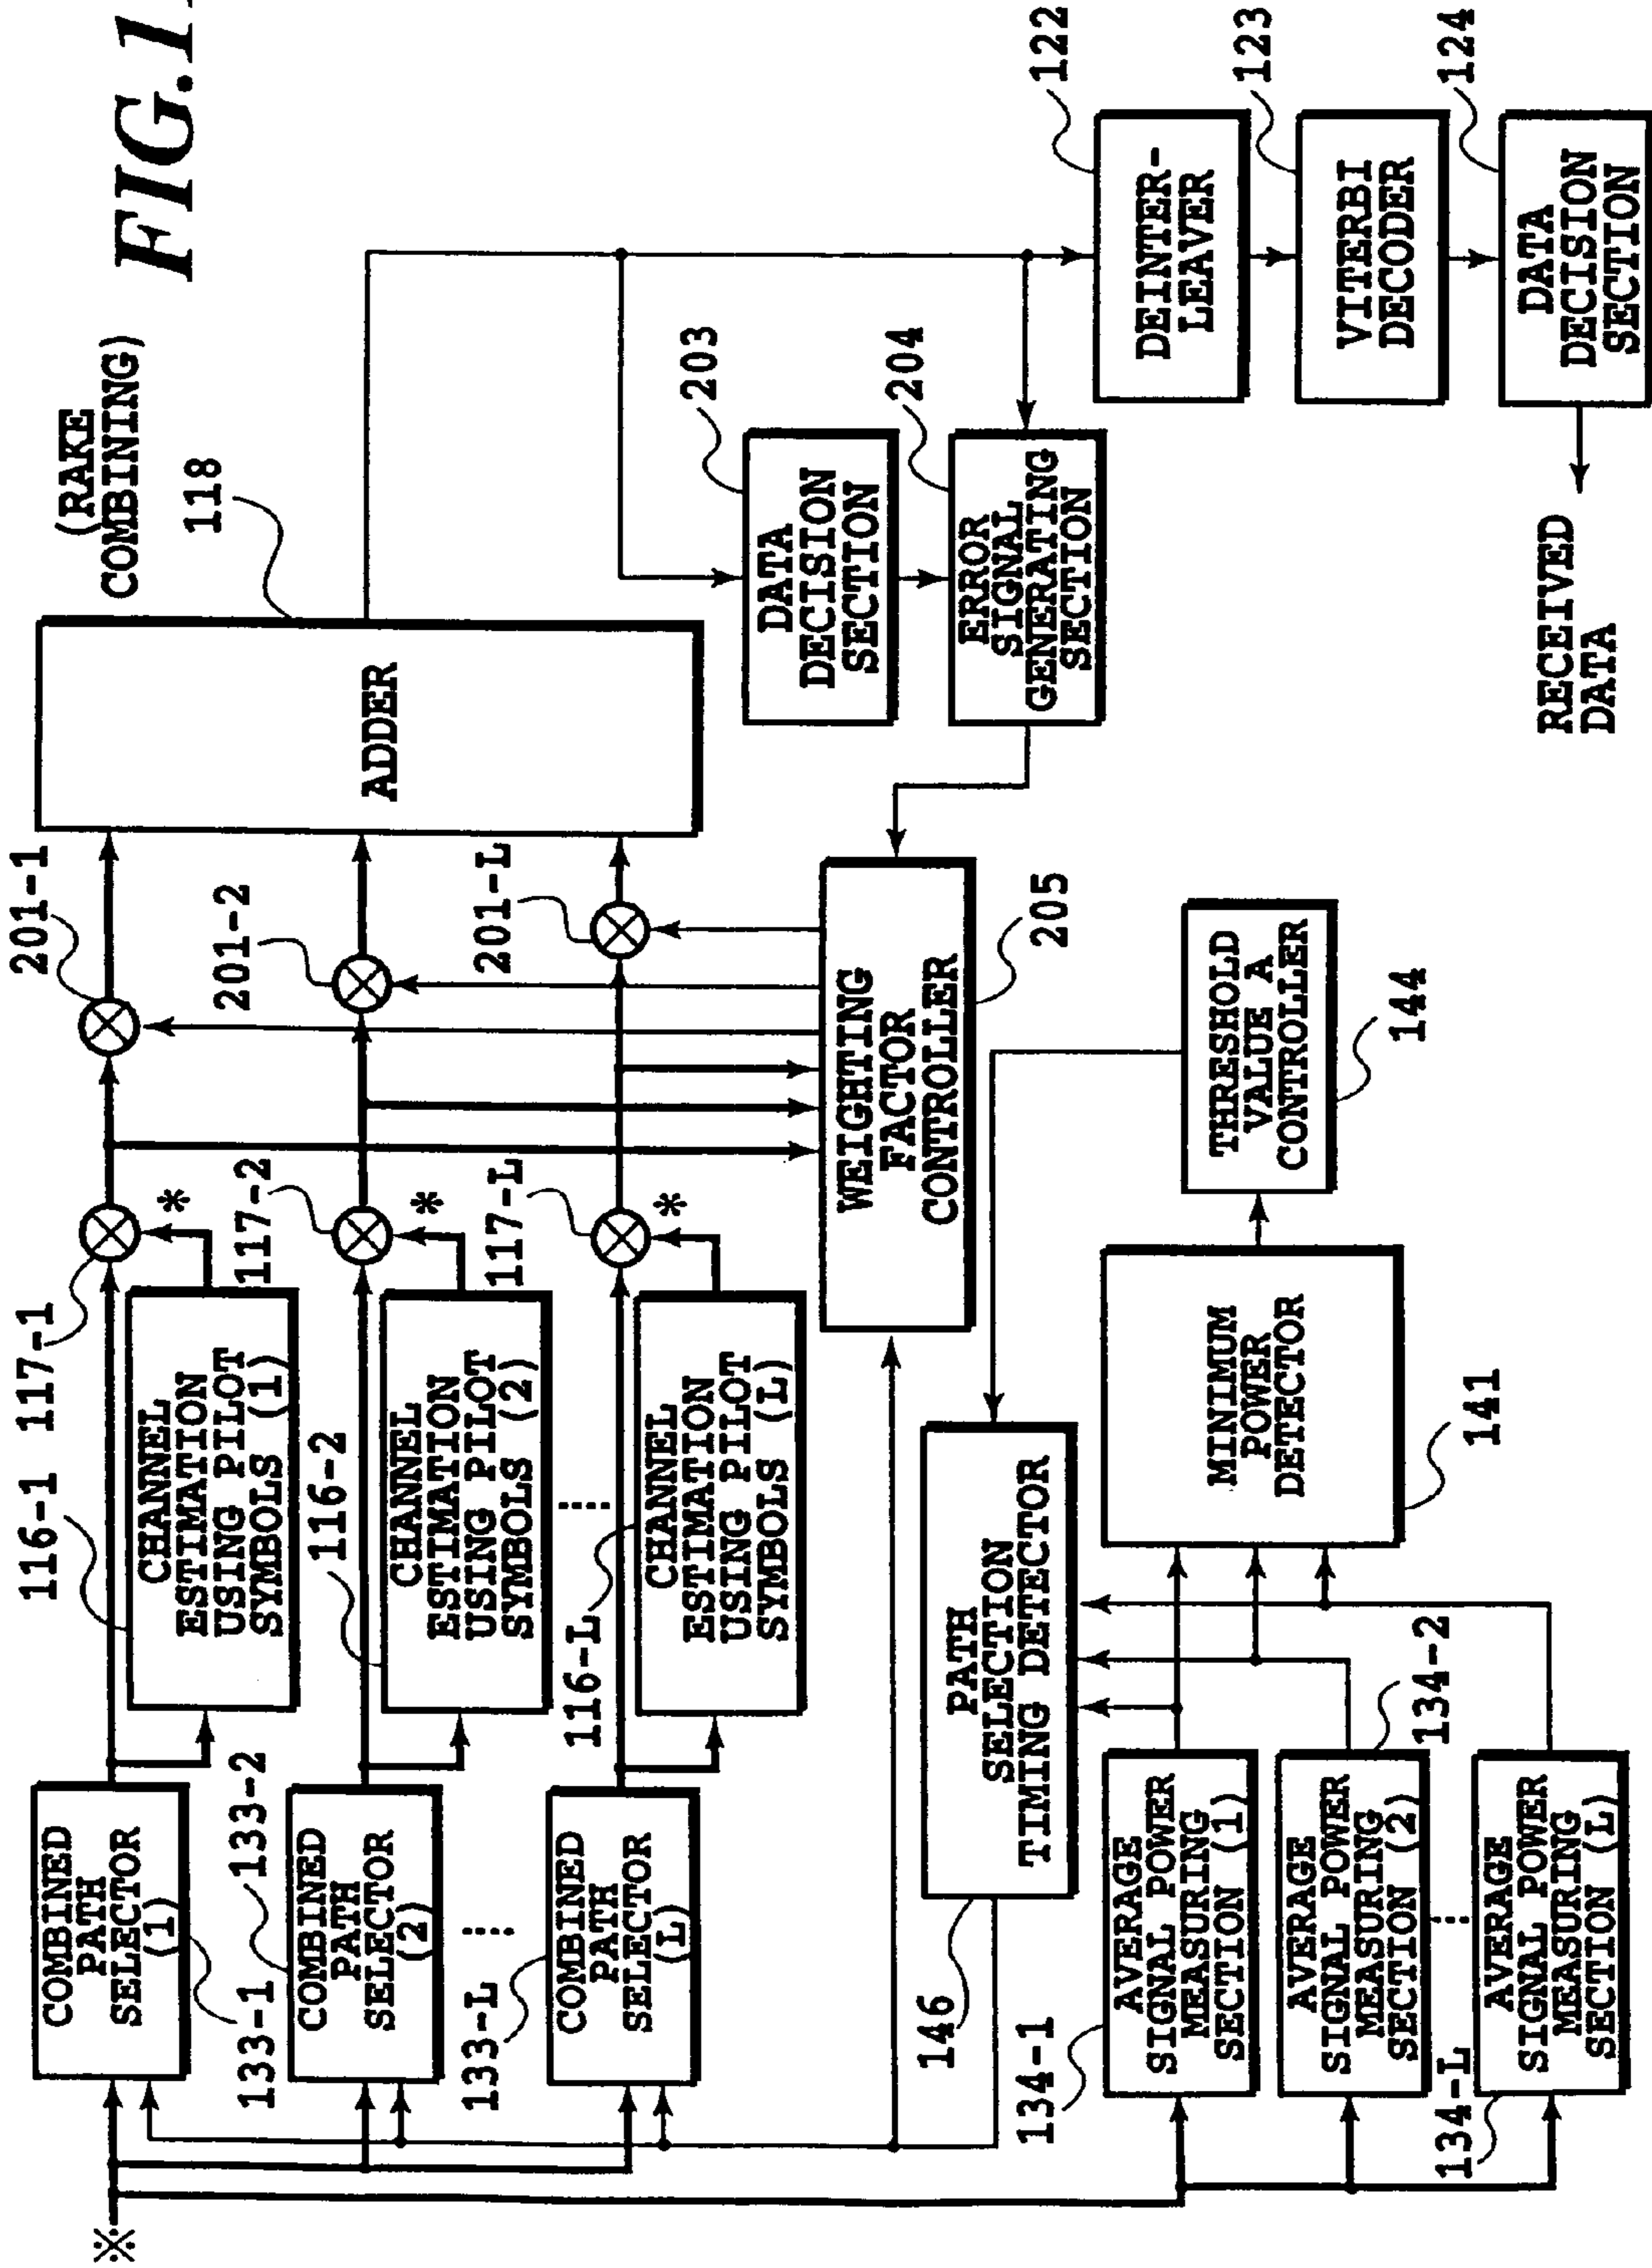 FIG.1
(RAKE
COMBINING)
118
ADDER
201-1
201-2
201-L
117-1
117-2
117-L
*
*
*
116-1
CHANNEL
ESTIMATION
USING PILOT
SYMBOLS (1)
116-2
CHANNEL
ESTIMATION
USING PILOT
SYMBOLS (2)
116-L
CHANNEL
ESTIMATION
USING PILOT
SYMBOLS (L)
COMBINED
PATH
SELECTOR
(1)
133-1
133-2
COMBINED
PATH
SELECTOR
(2)
133-L
COMBINED
PATH
SELECTOR
(L)
※
203
DATA
DECISION
SECTION
204
ERROR
SIGNAL
GENERATING
SECTION
122
DEINTER-
LEAVER
123
VITERBI
DECODER
124
DATA
DECISION
SECTION
RECEIVED
DATA
WEIGHTING
FACTOR
CONTROLLER
205
THRESHOLD
VALUE A
CONTROLLER
144
PATH
SELECTION
TIMING DETECTOR
146
MINIMUM
POWER
DETECTOR
141
134-1
AVERAGE
SIGNAL POWER
MEASURING
SECTION (1)
134-2
AVERAGE
SIGNAL POWER
MEASURING
SECTION (2)
134-L
AVERAGE
SIGNAL POWER
MEASURING
SECTION (L)